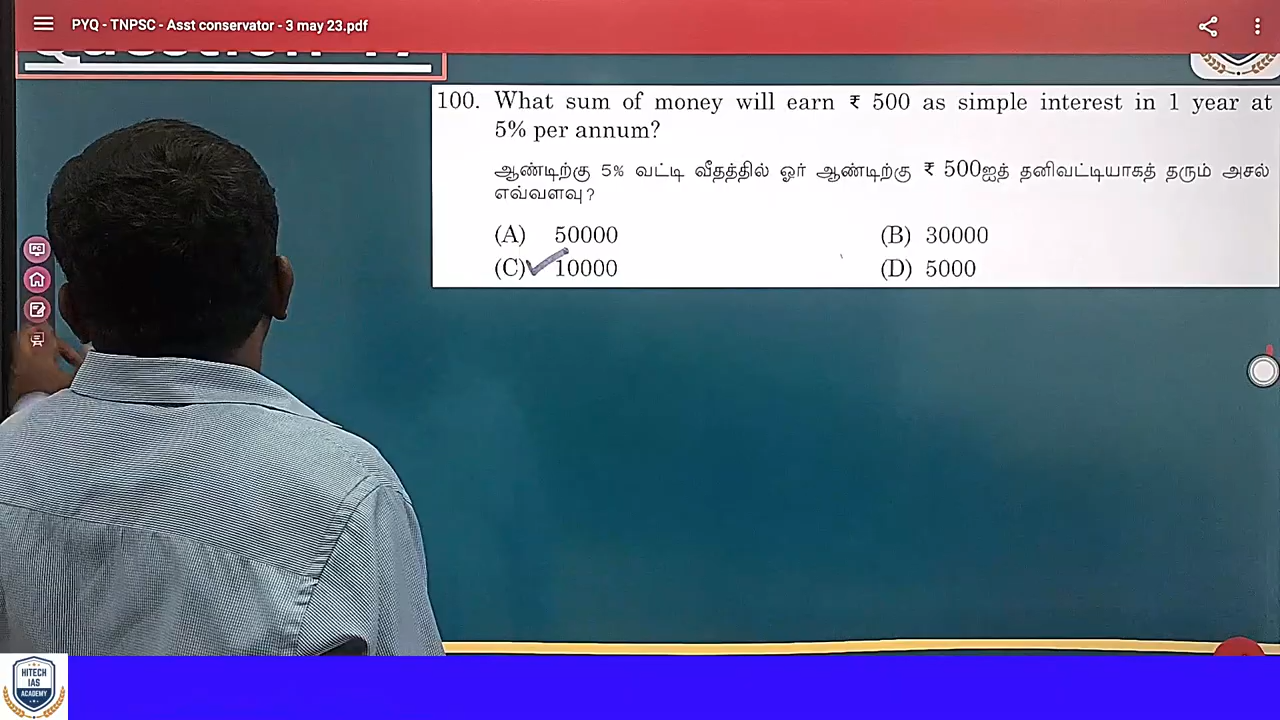 PYQ - TNPSC - Asst conservator - 3 may 23.pdf
100. What sum of money will earn ₹ 500 as simple interest in 1 year at
5% per annum?
ஆண்டிற்கு 5% வட்டி வீதத்தில் ஓர் ஆண்டிற்கு ₹ 500ஐத் தனிவட்டியாகத் தரும் அசல்
எவ்வளவு?
(A) 50000 (B) 30000
(C) 10000 (D) 5000
HITECH
IAS
ACADEMY